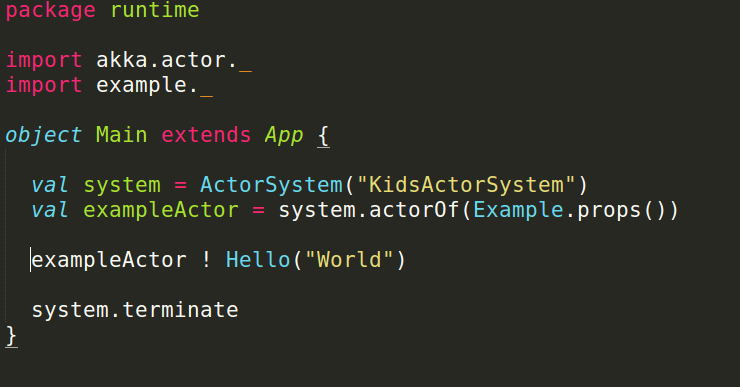 package runtime
import akka.actor._
import example._
object Main extends App {
val system = ActorSystem("KidsActorSystem")
val exampleActor = system.actorOf(Example.props())
exampleActor ! Hello("World")
system.terminate
}